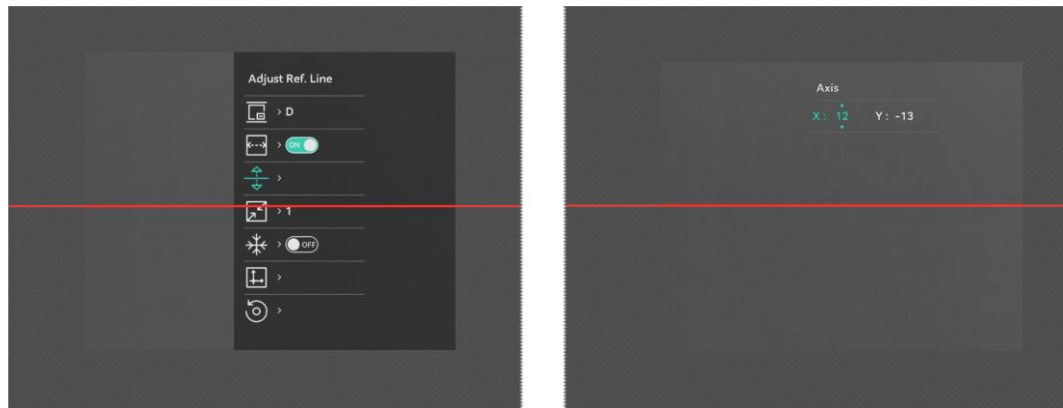 Adjust Ref. Line
> D
> ON
>
> 1
> OFF
>
>
Axis
X : 12 Y : -13